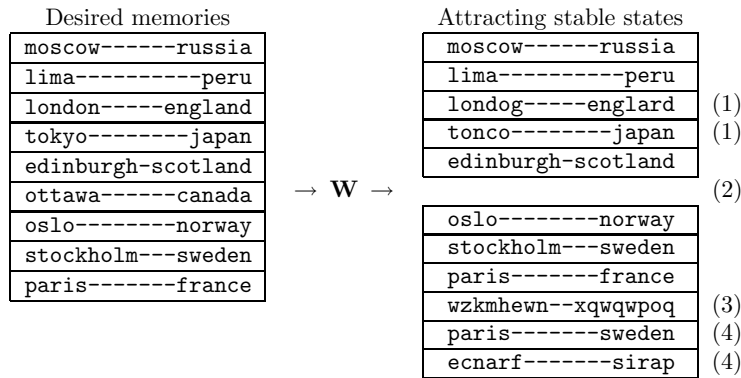 Desired memories
moscow------russia
lima----------peru
london-----england
tokyo--------japan
edinburgh-scotland
ottawa------canada
oslo--------norway
stockholm---sweden
paris-------france
→ W →
Attracting stable states
moscow------russia
lima----------peru
londog-----englard (1)
tonco--------japan (1)
edinburgh-scotland
(2)
oslo--------norway
stockholm---sweden
paris-------france
wzkmhewn--xqwqwpoq (3)
paris-------sweden (4)
ecnarf-------sirap (4)